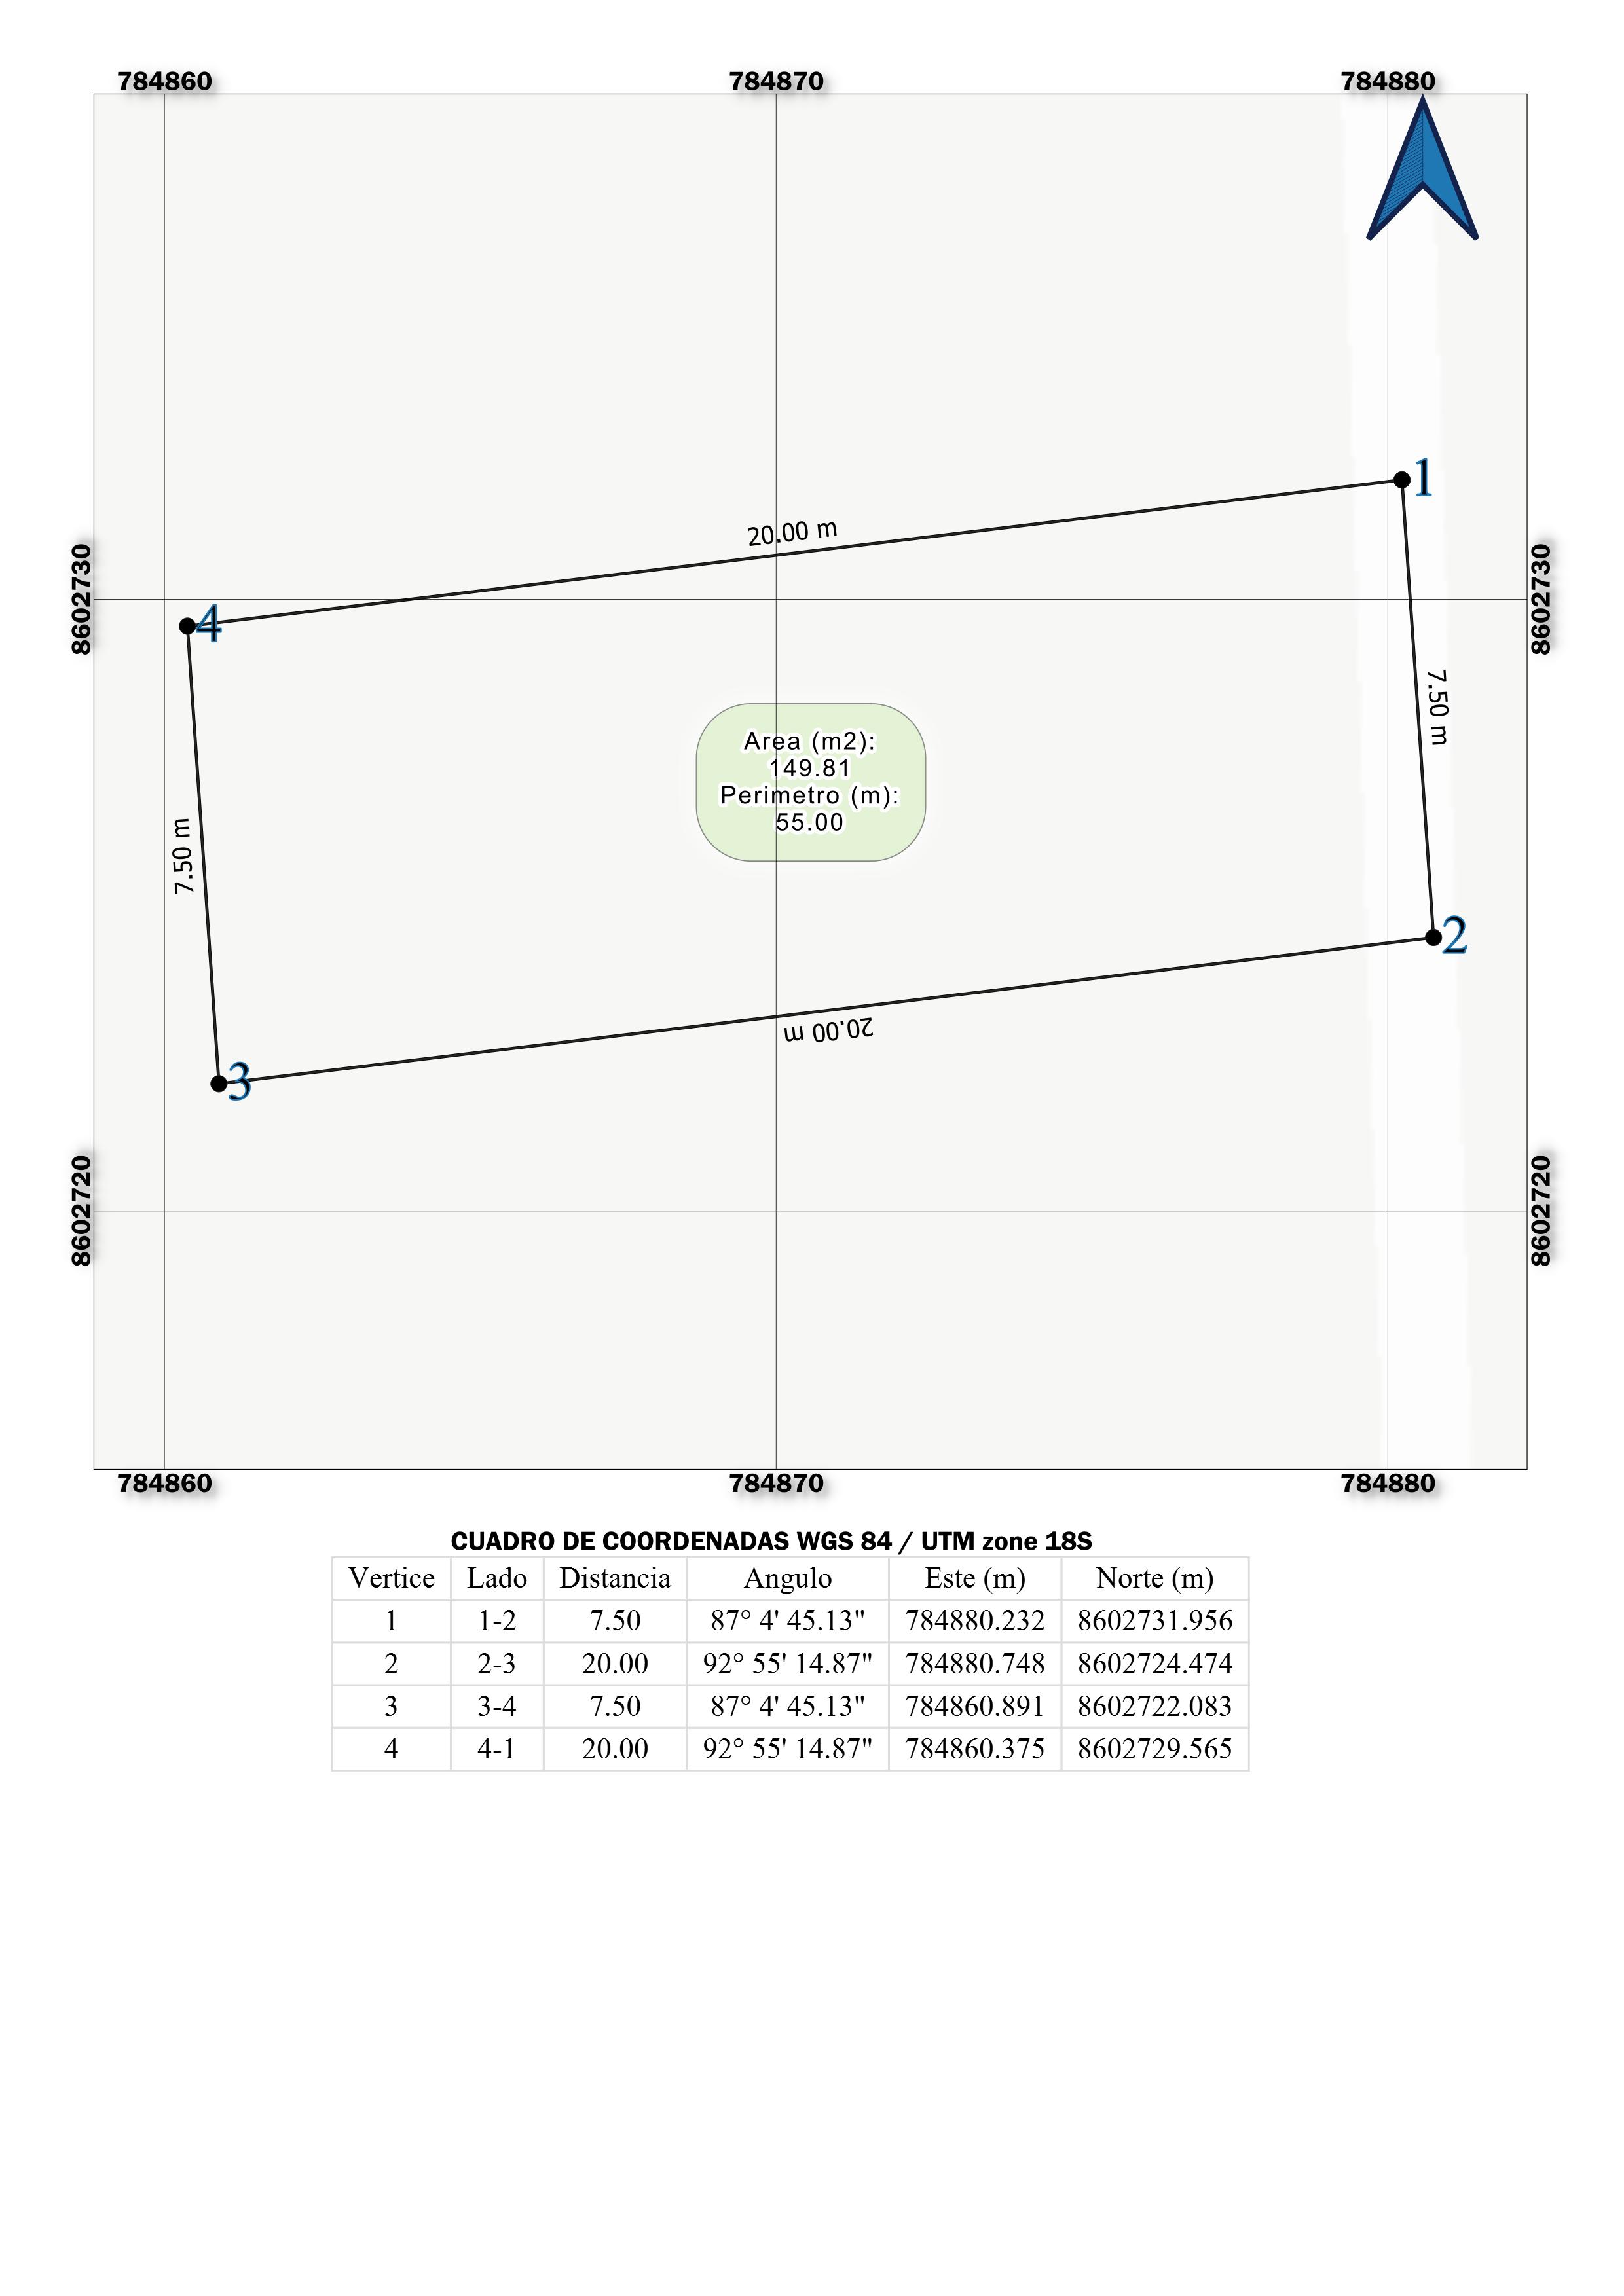 784860 784870 784880
1
20.00 m
8602730 8602730
4
7.50 m
Area (m2):
149.81
Perimetro (m):
55.00
7.50 m
2
20.00 m
3
8602720 8602720
784860 784870 784880
CUADRO DE COORDENADAS WGS 84 / UTM zone 18S
Vertice Lado Distancia Angulo Este (m) Norte (m)
1 1-2 7.50 87° 4' 45.13" 784880.232 8602731.956
2 2-3 20.00 92° 55' 14.87" 784880.748 8602724.474
3 3-4 7.50 87° 4' 45.13" 784860.891 8602722.083
4 4-1 20.00 92° 55' 14.87" 784860.375 8602729.565